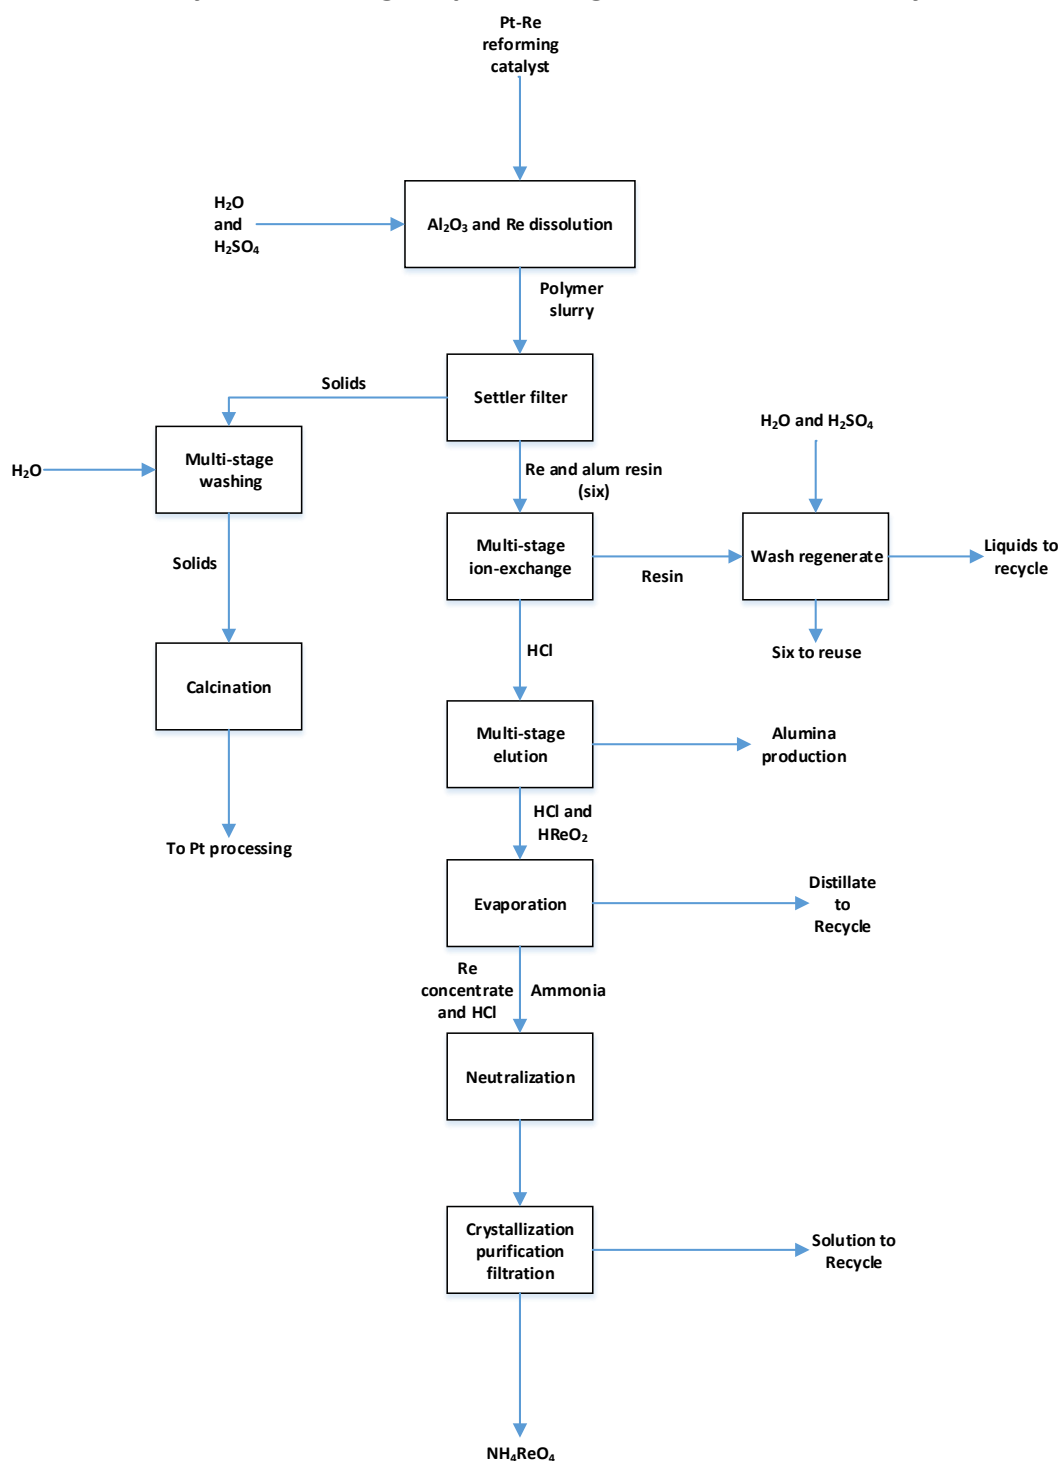 Pt-Re
reforming
catalyst
H₂O
and
H₂SO₄
Al₂O₃ and Re dissolution
Polymer
slurry
Solids
Settler filter
H₂O and H₂SO₄
H₂O
Multi-stage
washing
Re and alum resin
(six)
Solids
Multi-stage
ion-exchange
Resin
Wash regenerate
Liquids to
recycle
HCl
Six to reuse
Calcination
Multi-stage
elution
Alumina
production
To Pt processing
HCl and
HReO₂
Evaporation
Distillate
to
Recycle
Re
concentrate
and HCl
Ammonia
Neutralization
Crystallization
purification
filtration
Solution to
Recycle
NH₄ReO₄